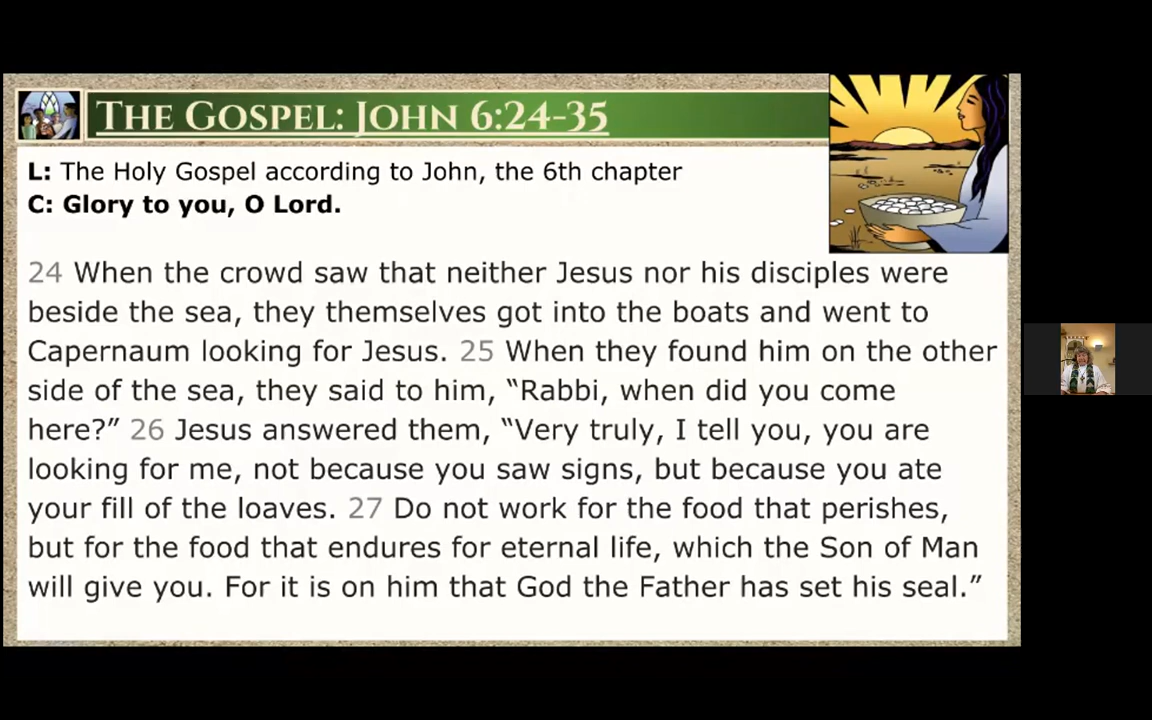 THE GOSPEL: JOHN 6:24-35
L: The Holy Gospel according to John, the 6th chapter
C: Glory to you, O Lord.
24 When the crowd saw that neither Jesus nor his disciples were
beside the sea, they themselves got into the boats and went to
Capernaum looking for Jesus. 25 When they found him on the other
side of the sea, they said to him, “Rabbi, when did you come
here?” 26 Jesus answered them, “Very truly, I tell you, you are
looking for me, not because you saw signs, but because you ate
your fill of the loaves. 27 Do not work for the food that perishes,
but for the food that endures for eternal life, which the Son of Man
will give you. For it is on him that God the Father has set his seal.”